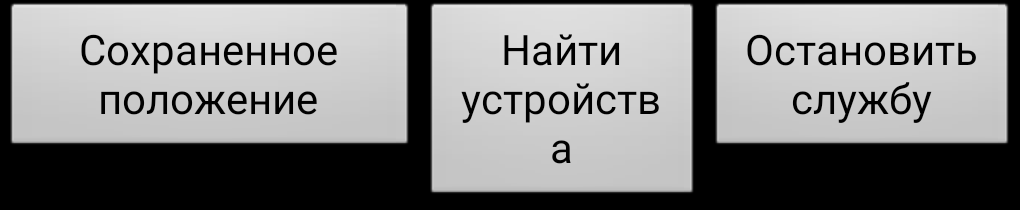 Сохраненное
положение
Найти
устройств
а
Остановить
службу